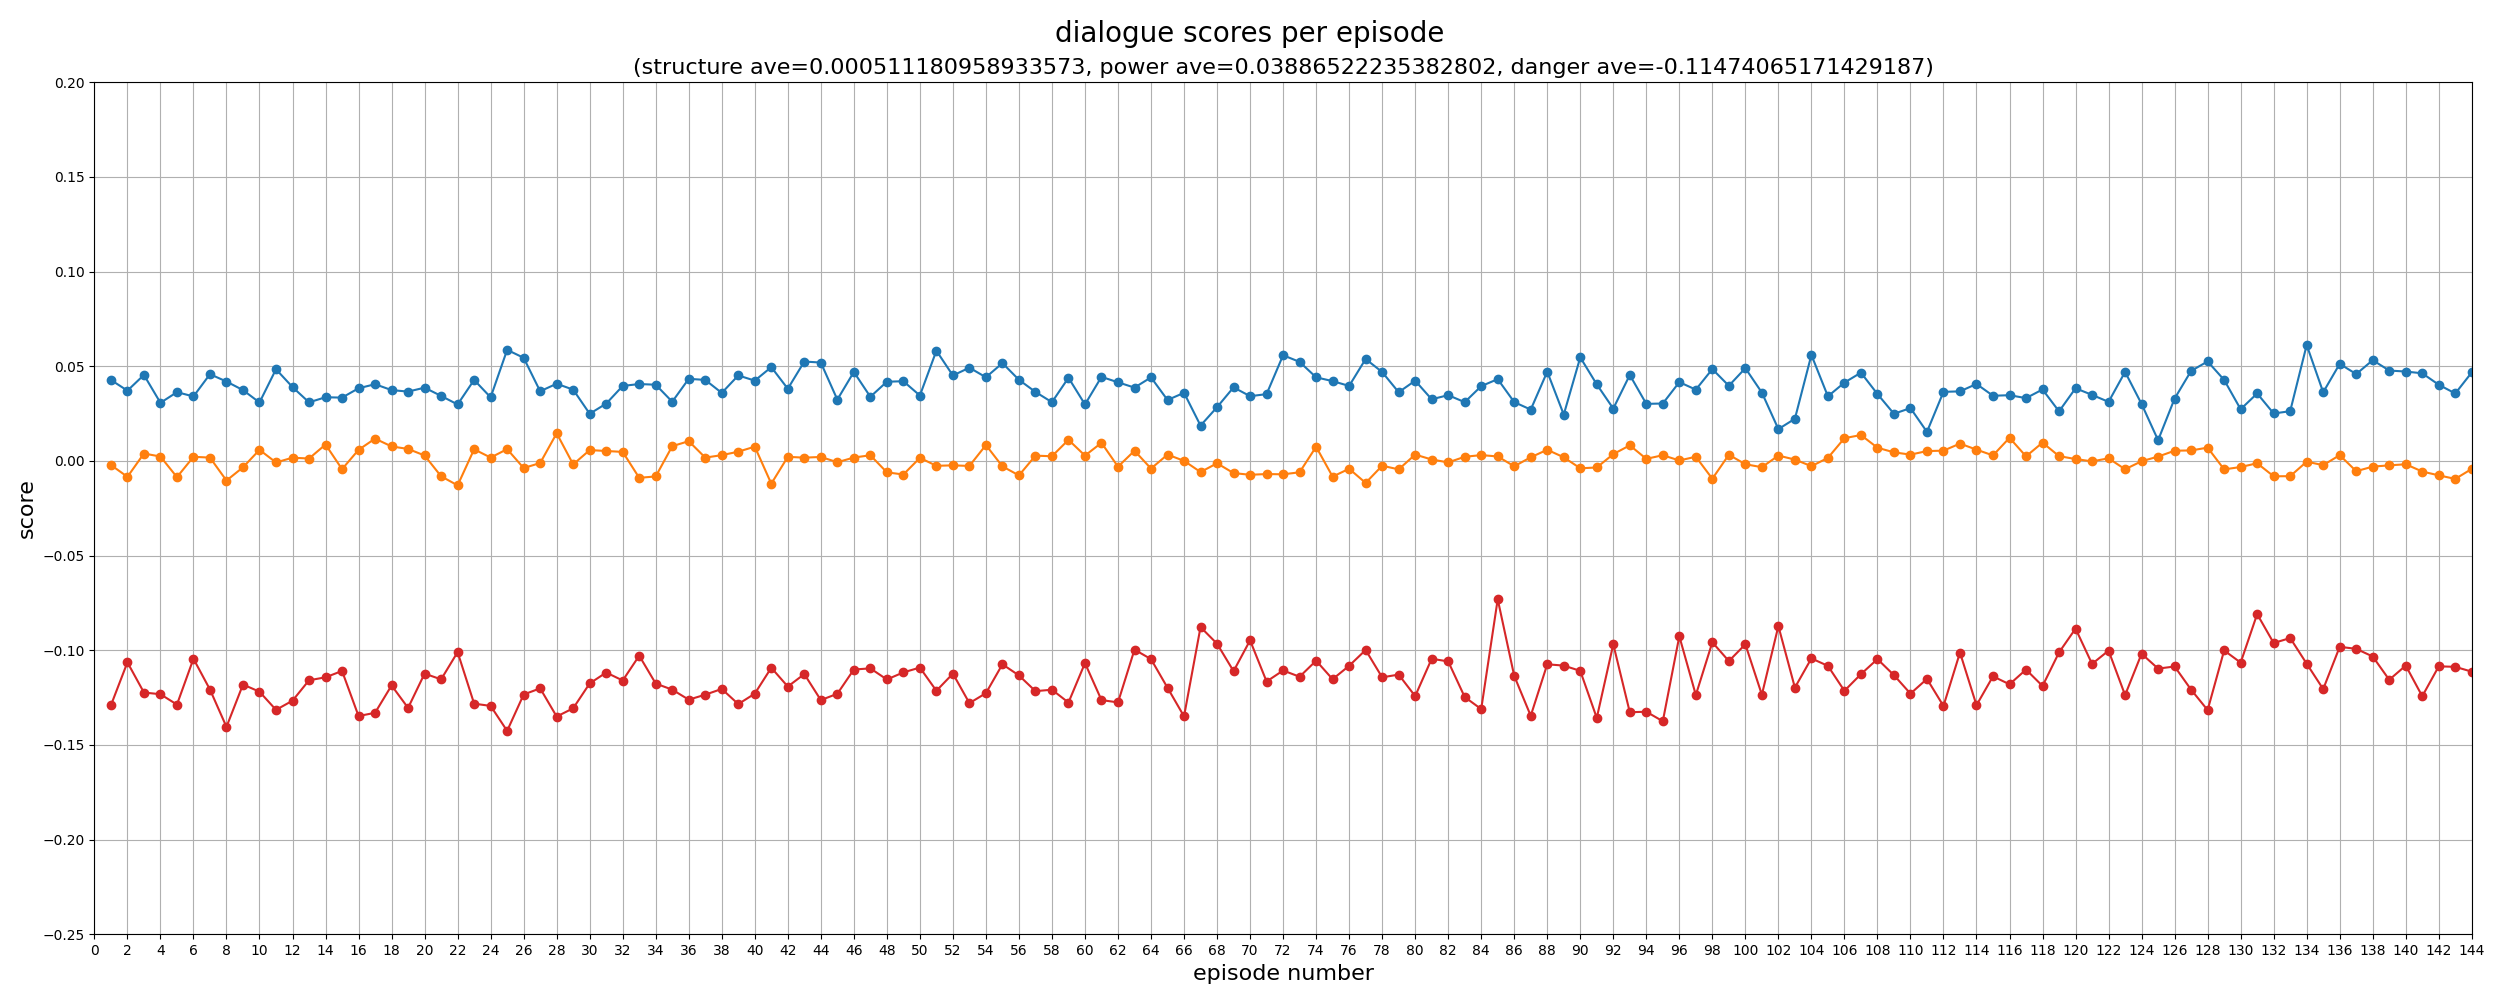 dialogue scores per episode
(structure ave=0.000511180958933573, power ave=0.03886522235382802, danger ave=-0.11474065171429187)
0.20
0.15
0.10
0.05
0.00
−0.05
−0.10
−0.15
−0.20
−0.25
score
0 2 4 6 8 10 12 14 16 18 20 22 24 26 28 30 32 34 36 38 40 42 44 46 48 50 52 54 56 58 60 62 64 66 68 70 72 74 76 78 80 82 84 86 88 90 92 94 96 98 100 102 104 106 108 110 112 114 116 118 120 122 124 126 128 130 132 134 136 138 140 142 144
episode number